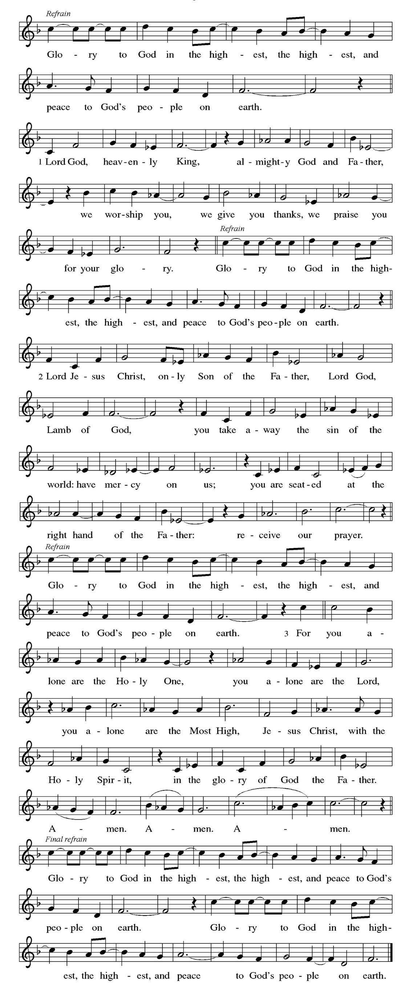 Refrain
Glo - ry to God in the high - est, the high - est, and
peace to God's peo - ple on earth.
1 Lord God, heav - en - ly King, al - might - y God and Fa - ther,
we wor - ship you, we give you thanks, we praise you
Refrain
for your glo - ry. Glo - ry to God in the high-
est, the high - est, and peace to God's peo - ple on earth.
2 Lord Je - sus Christ, on - ly Son of the Fa - ther, Lord God,
Lamb of God, you take a - way the sin of the
world: have mer - cy on us; you are seat - ed at the
right hand of the Fa - ther: re - ceive our prayer.
Refrain
Glo - ry to God in the high - est, the high - est, and
peace to God's peo - ple on earth. 3 For you a -
lone are the Ho - ly One, you a - lone are the Lord,
you a - lone are the Most High, Je - sus Christ, with the
Ho - ly Spir - it, in the glo - ry of God the Fa - ther.
A - men. A - men. A - men.
Final refrain
Glo - ry to God in the high - est, the high - est, and peace to God's
peo - ple on earth. Glo - ry to God in the high-
est, the high - est, and peace to God's peo - ple on earth.